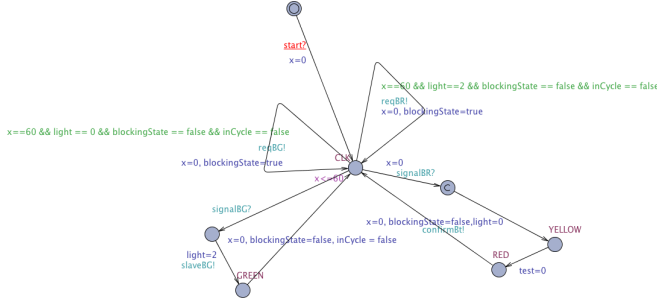 start?
x=0
x==60 && light==2 && blockingState == false && inCycle == false
reqBR!
x=0, blockingState=true
x==60 && light == 0 && blockingState == false && inCycle == false
reqBG!
x=0, blockingState=true
CLK
x<=60
x=0
signalBR?
C
signalBG?
x=0, blockingState=false,light=0
confirmBt!
YELLOW
x=0, blockingState=false, inCycle = false
light=2
slaveBG!
RED
test=0
GREEN